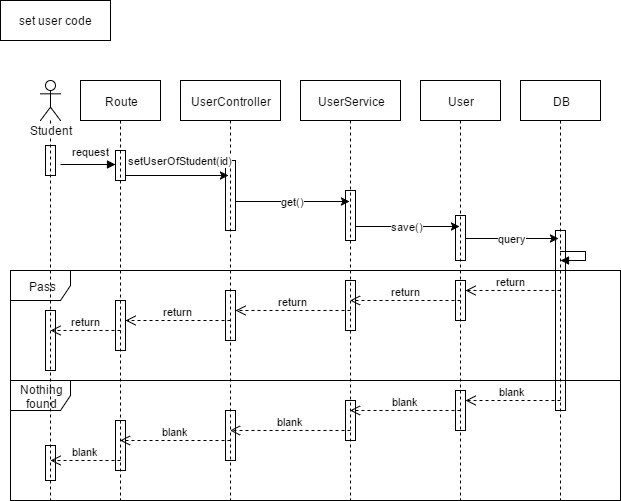 set user code
Route
UserController
UserService
User
DB
Student
request
setUserOfStudent(id)
get()
save()
query
Pass
return
return
return
return
return
Nothing
found
blank
blank
blank
blank
blank